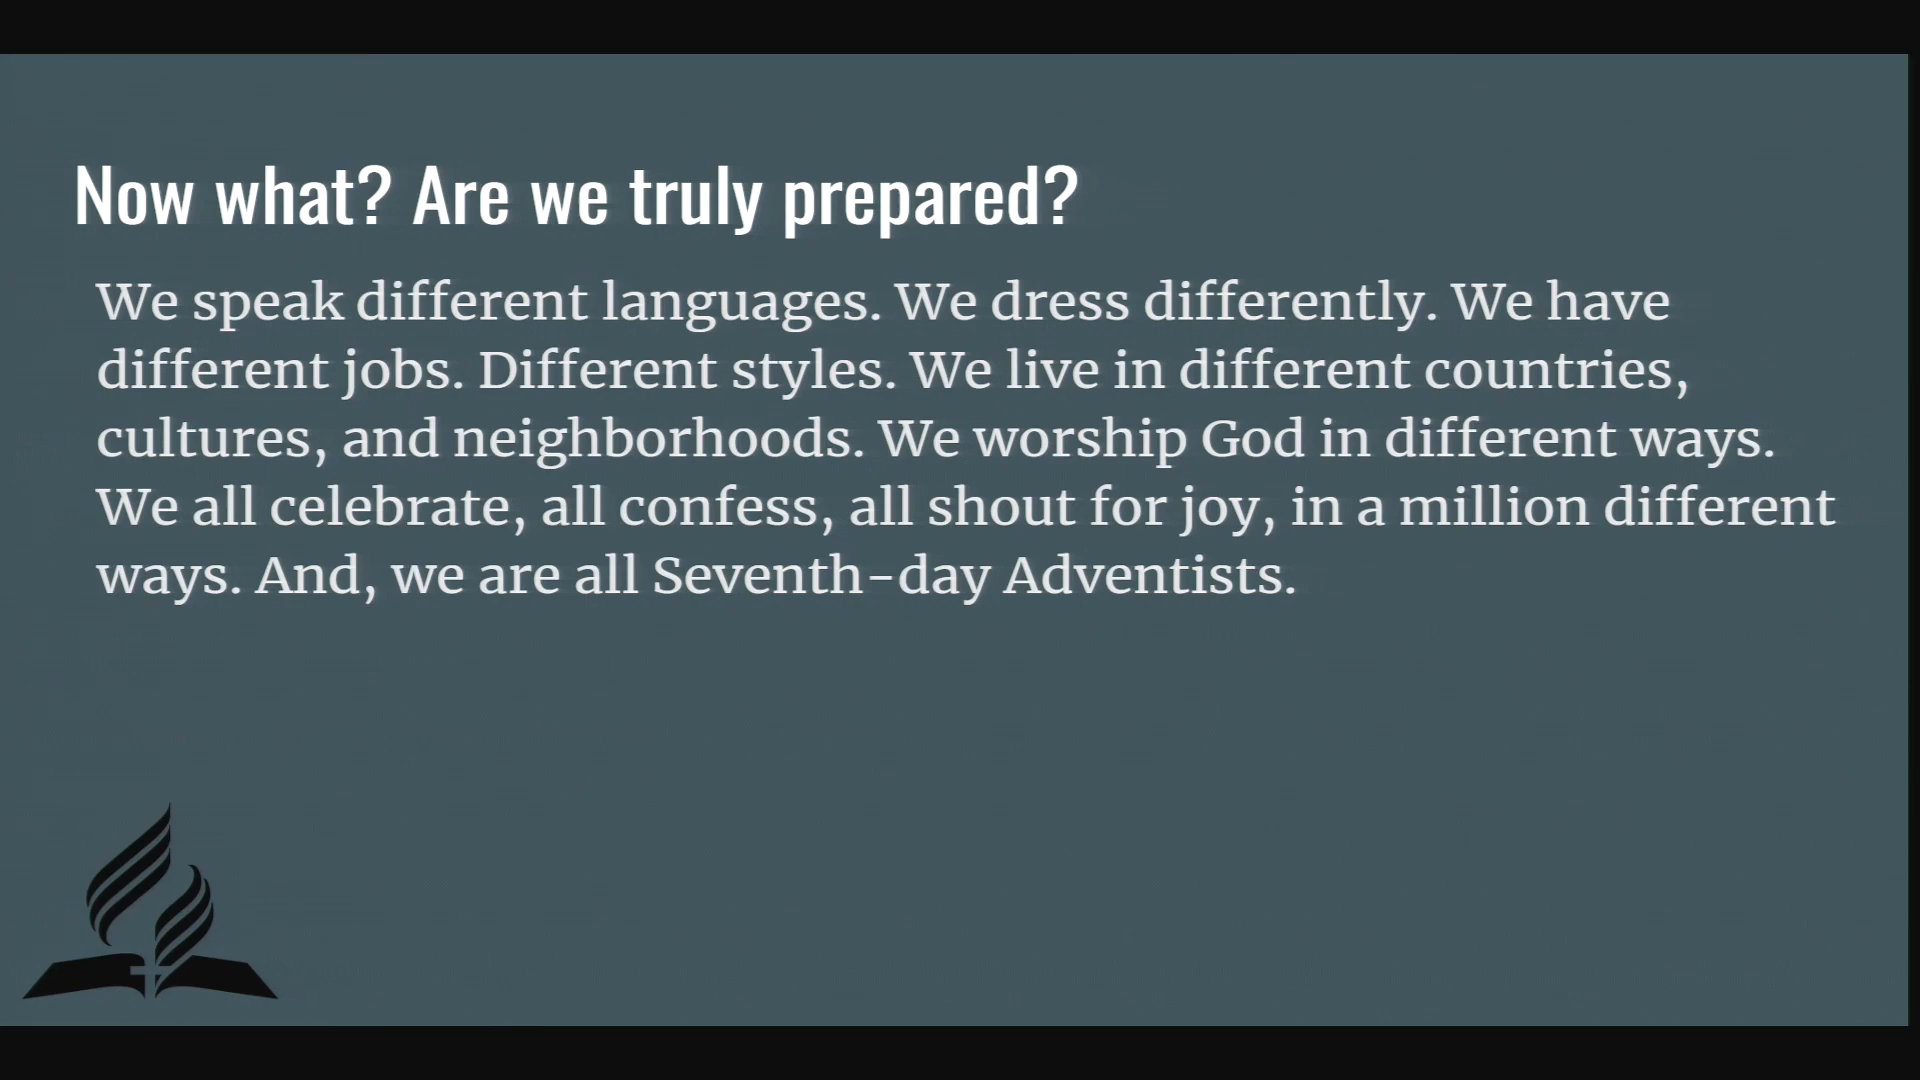 Now what? Are we truly prepared?
We speak different languages. We dress differently. We have
different jobs. Different styles. We live in different countries,
cultures, and neighborhoods. We worship God in different ways.
We all celebrate, all confess, all shout for joy, in a million different
ways. And, we are all Seventh-day Adventists.